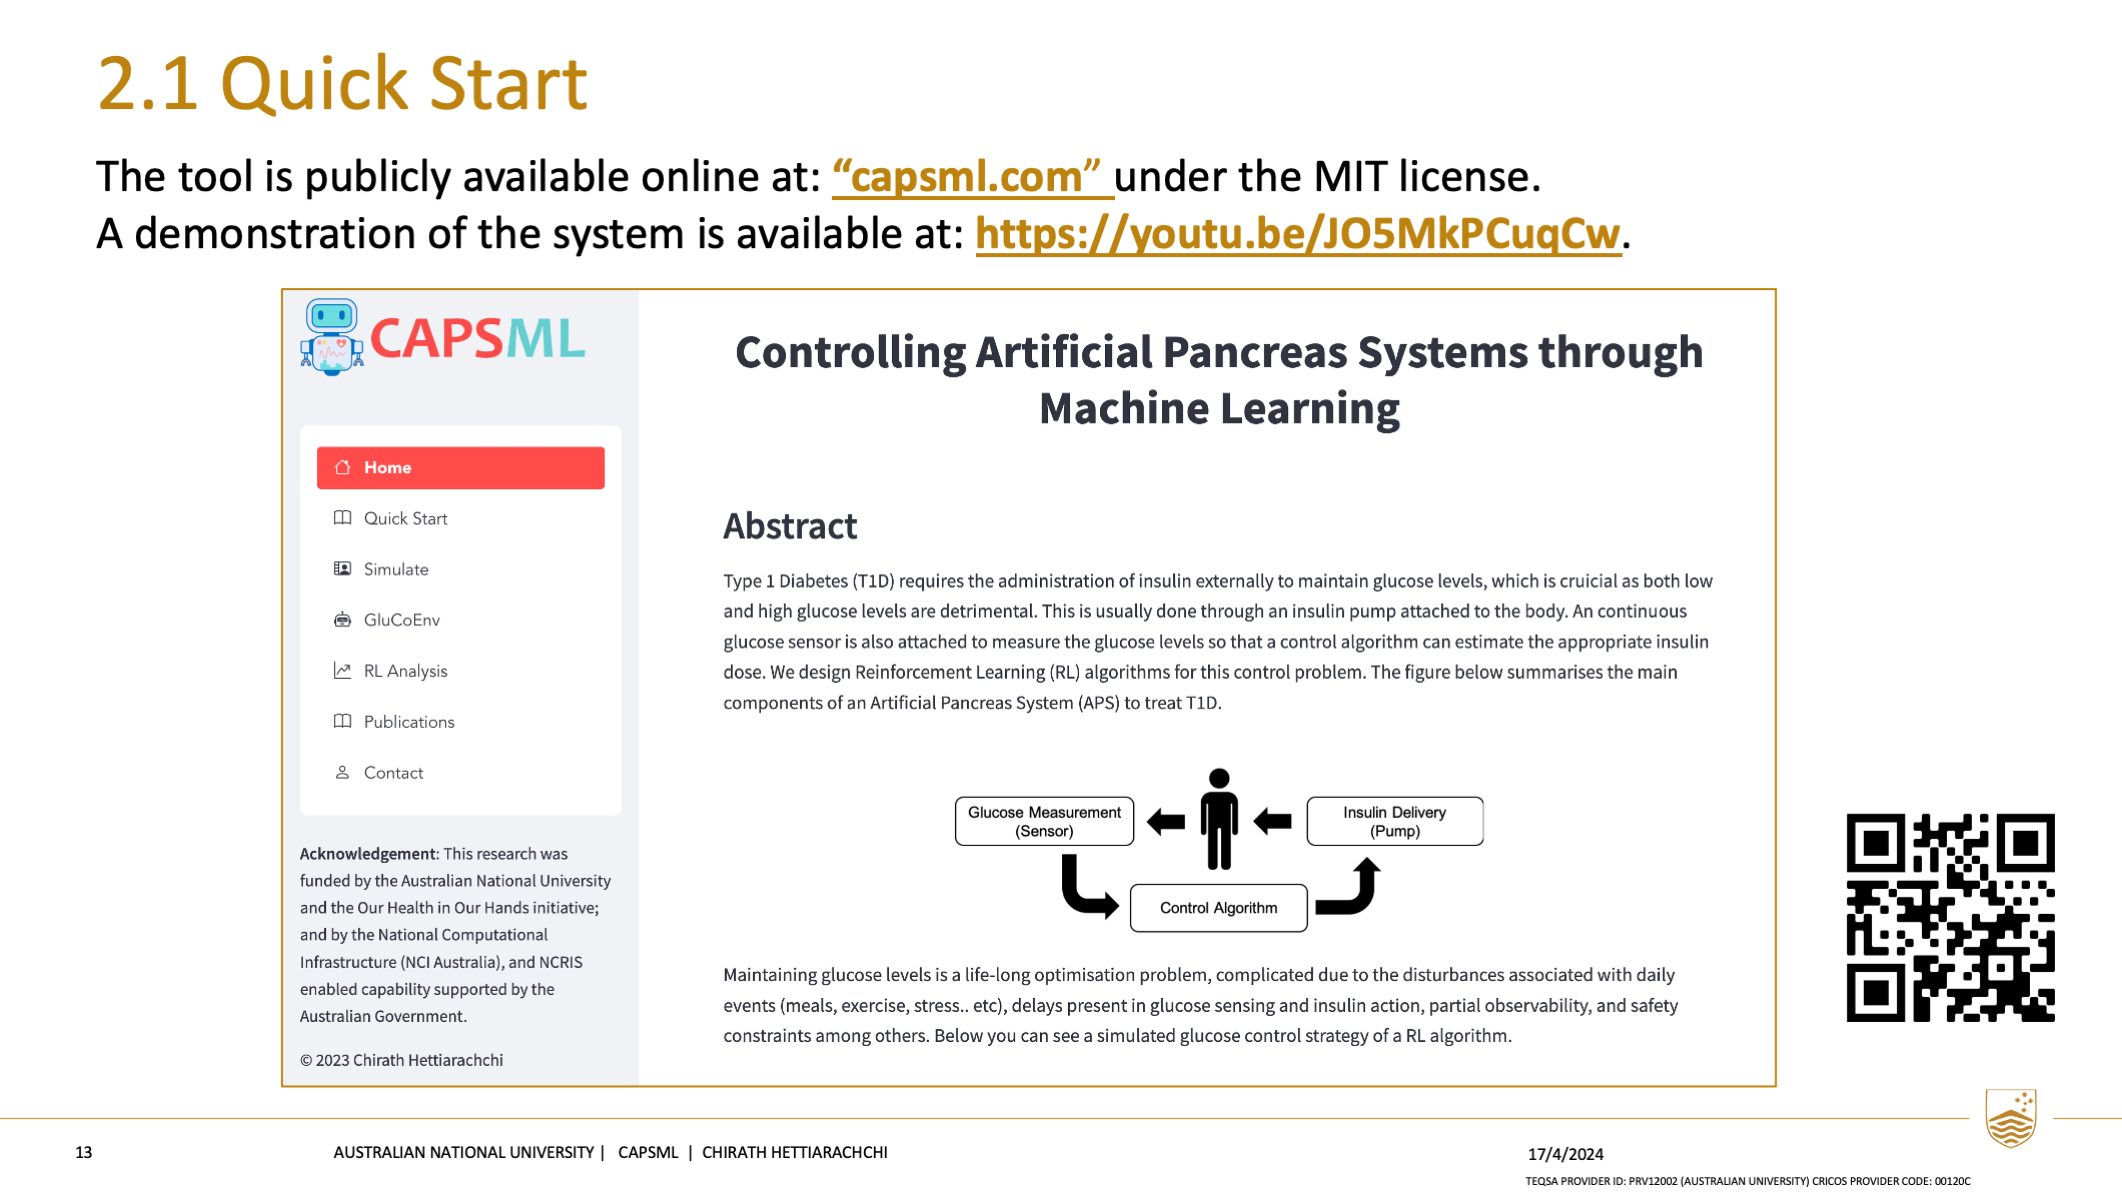 2.1 Quick Start
The tool is publicly available online at: “capsml.com” under the MIT license.
A demonstration of the system is available at: https://youtu.be/JO5MkPCuqCw.
CAPSML
Home
Quick Start
Simulate
GluCoEnv
RL Analysis
Publications
Contact
Acknowledgement: This research was
funded by the Australian National University
and the Our Health in Our Hands initiative;
and by the National Computational
Infrastructure (NCI Australia), and NCRIS
enabled capability supported by the
Australian Government.
© 2023 Chirath Hettiarachchi
Controlling Artificial Pancreas Systems through
Machine Learning
Abstract
Type 1 Diabetes (T1D) requires the administration of insulin externally to maintain glucose levels, which is cruicial as both low
and high glucose levels are detrimental. This is usually done through an insulin pump attached to the body. An continuous
glucose sensor is also attached to measure the glucose levels so that a control algorithm can estimate the appropriate insulin
dose. We design Reinforcement Learning (RL) algorithms for this control problem. The figure below summarises the main
components of an Artificial Pancreas System (APS) to treat T1D.
Glucose Measurement
(Sensor)
Insulin Delivery
(Pump)
Control Algorithm
Maintaining glucose levels is a life-long optimisation problem, complicated due to the disturbances associated with daily
events (meals, exercise, stress.. etc), delays present in glucose sensing and insulin action, partial observability, and safety
constraints among others. Below you can see a simulated glucose control strategy of a RL algorithm.
13
AUSTRALIAN NATIONAL UNIVERSITY | CAPSML | CHIRATH HETTIARACHCHI
17/4/2024
TEQSA PROVIDER ID: PRV12002 (AUSTRALIAN UNIVERSITY) CRICOS PROVIDER CODE: 00120C